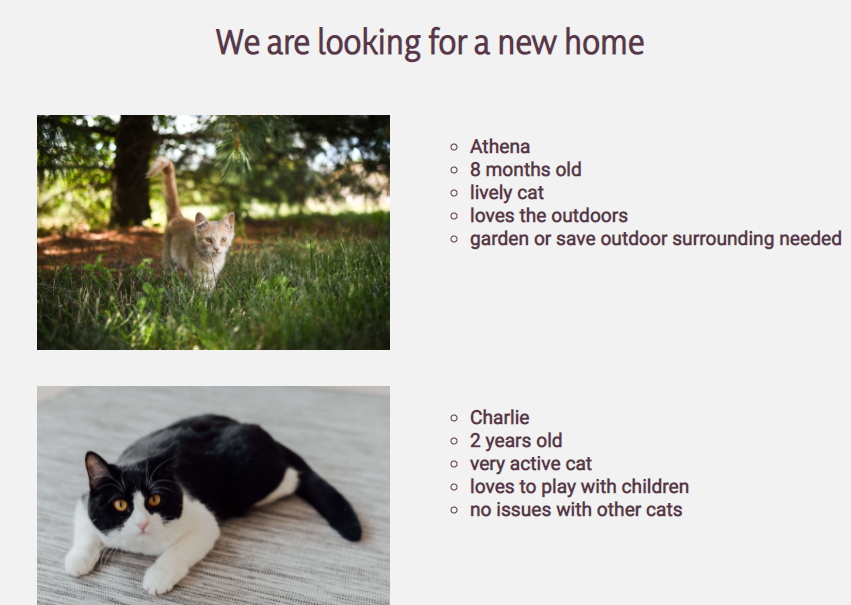 We are looking for a new home
Athena
8 months old
lively cat
loves the outdoors
garden or save outdoor surrounding needed
Charlie
2 years old
very active cat
loves to play with children
no issues with other cats